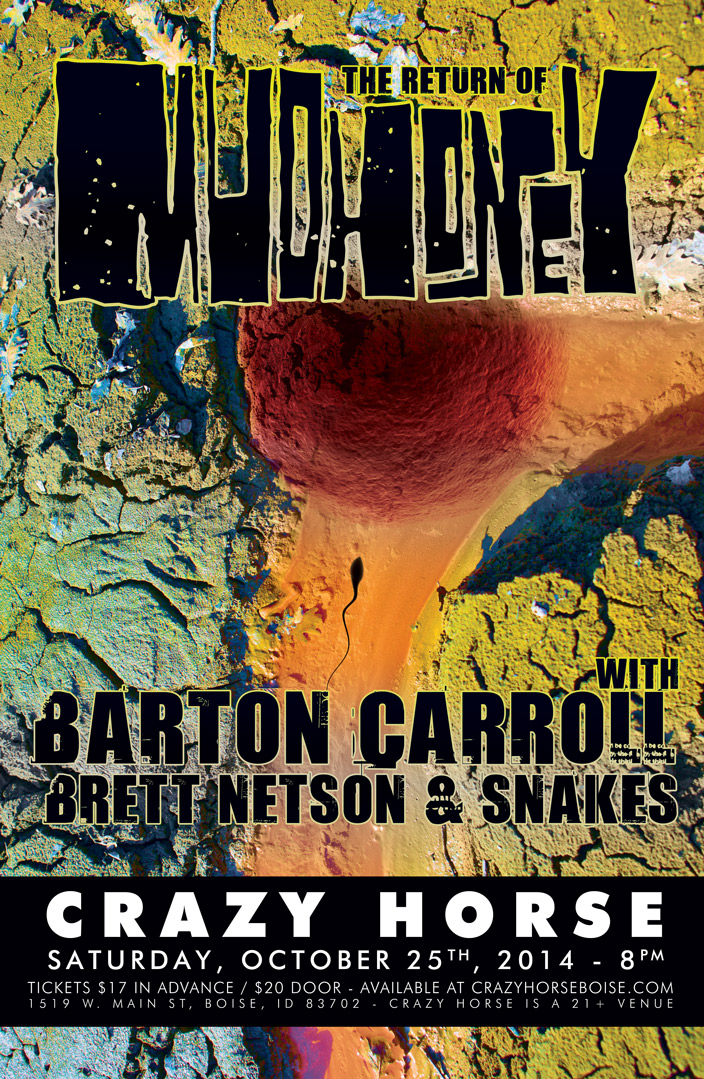 THE RETURN OF
MUDHONEY
WITH
BARTON CARROLL
BRETT NETSON & SNAKES
CRAZY HORSE
SATURDAY, OCTOBER 25TH, 2014 - 8PM
TICKETS $17 IN ADVANCE / $20 DOOR - AVAILABLE AT CRAZYHORSEBOISE.COM
1519 W. MAIN ST, BOISE, ID 83702 - CRAZY HORSE IS A 21+ VENUE